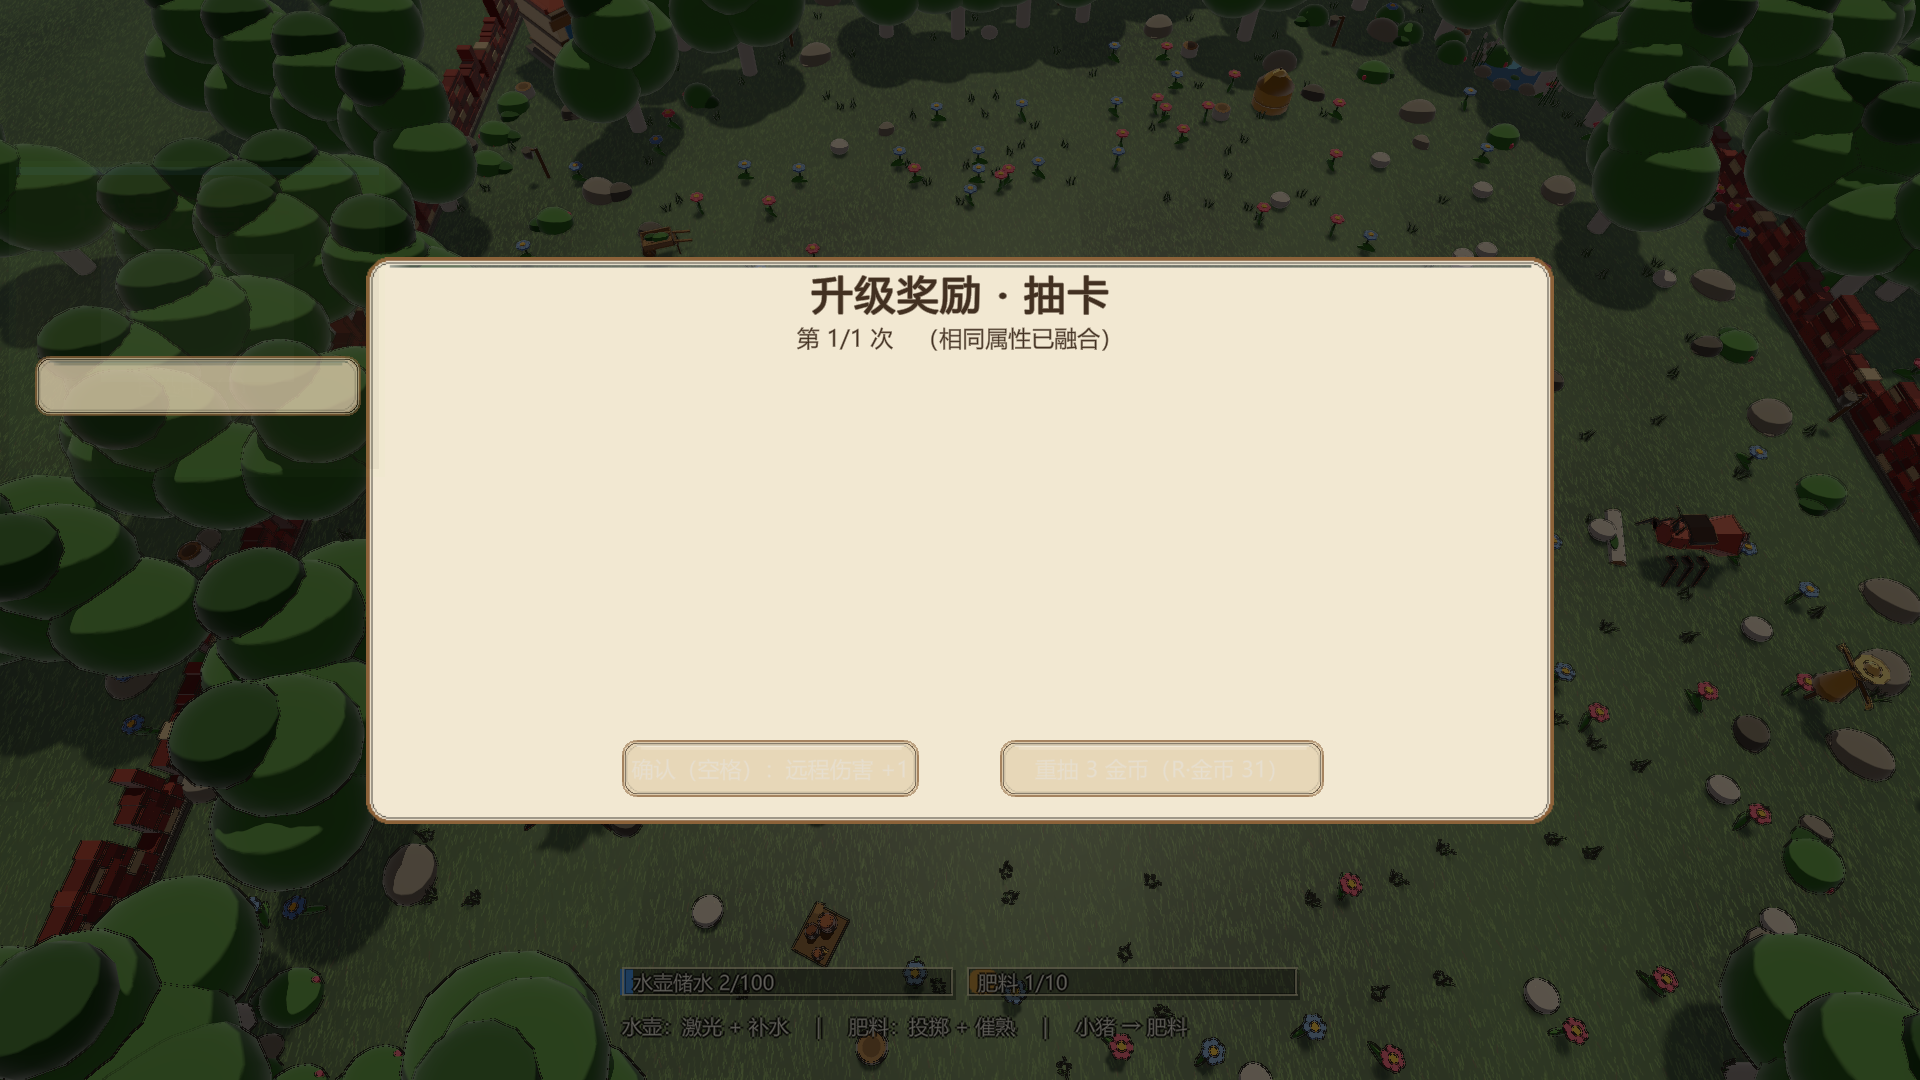 升级奖励 · 抽卡
第 1/1 次 （相同属性已融合）
确认（空格）：远程伤害 +1
重抽 3 金币（R·金币 31）
水壶储水 2/100
肥料 1/10
水壶：激光 + 补水 | 肥料：投掷 + 催熟 | 小猪 → 肥料